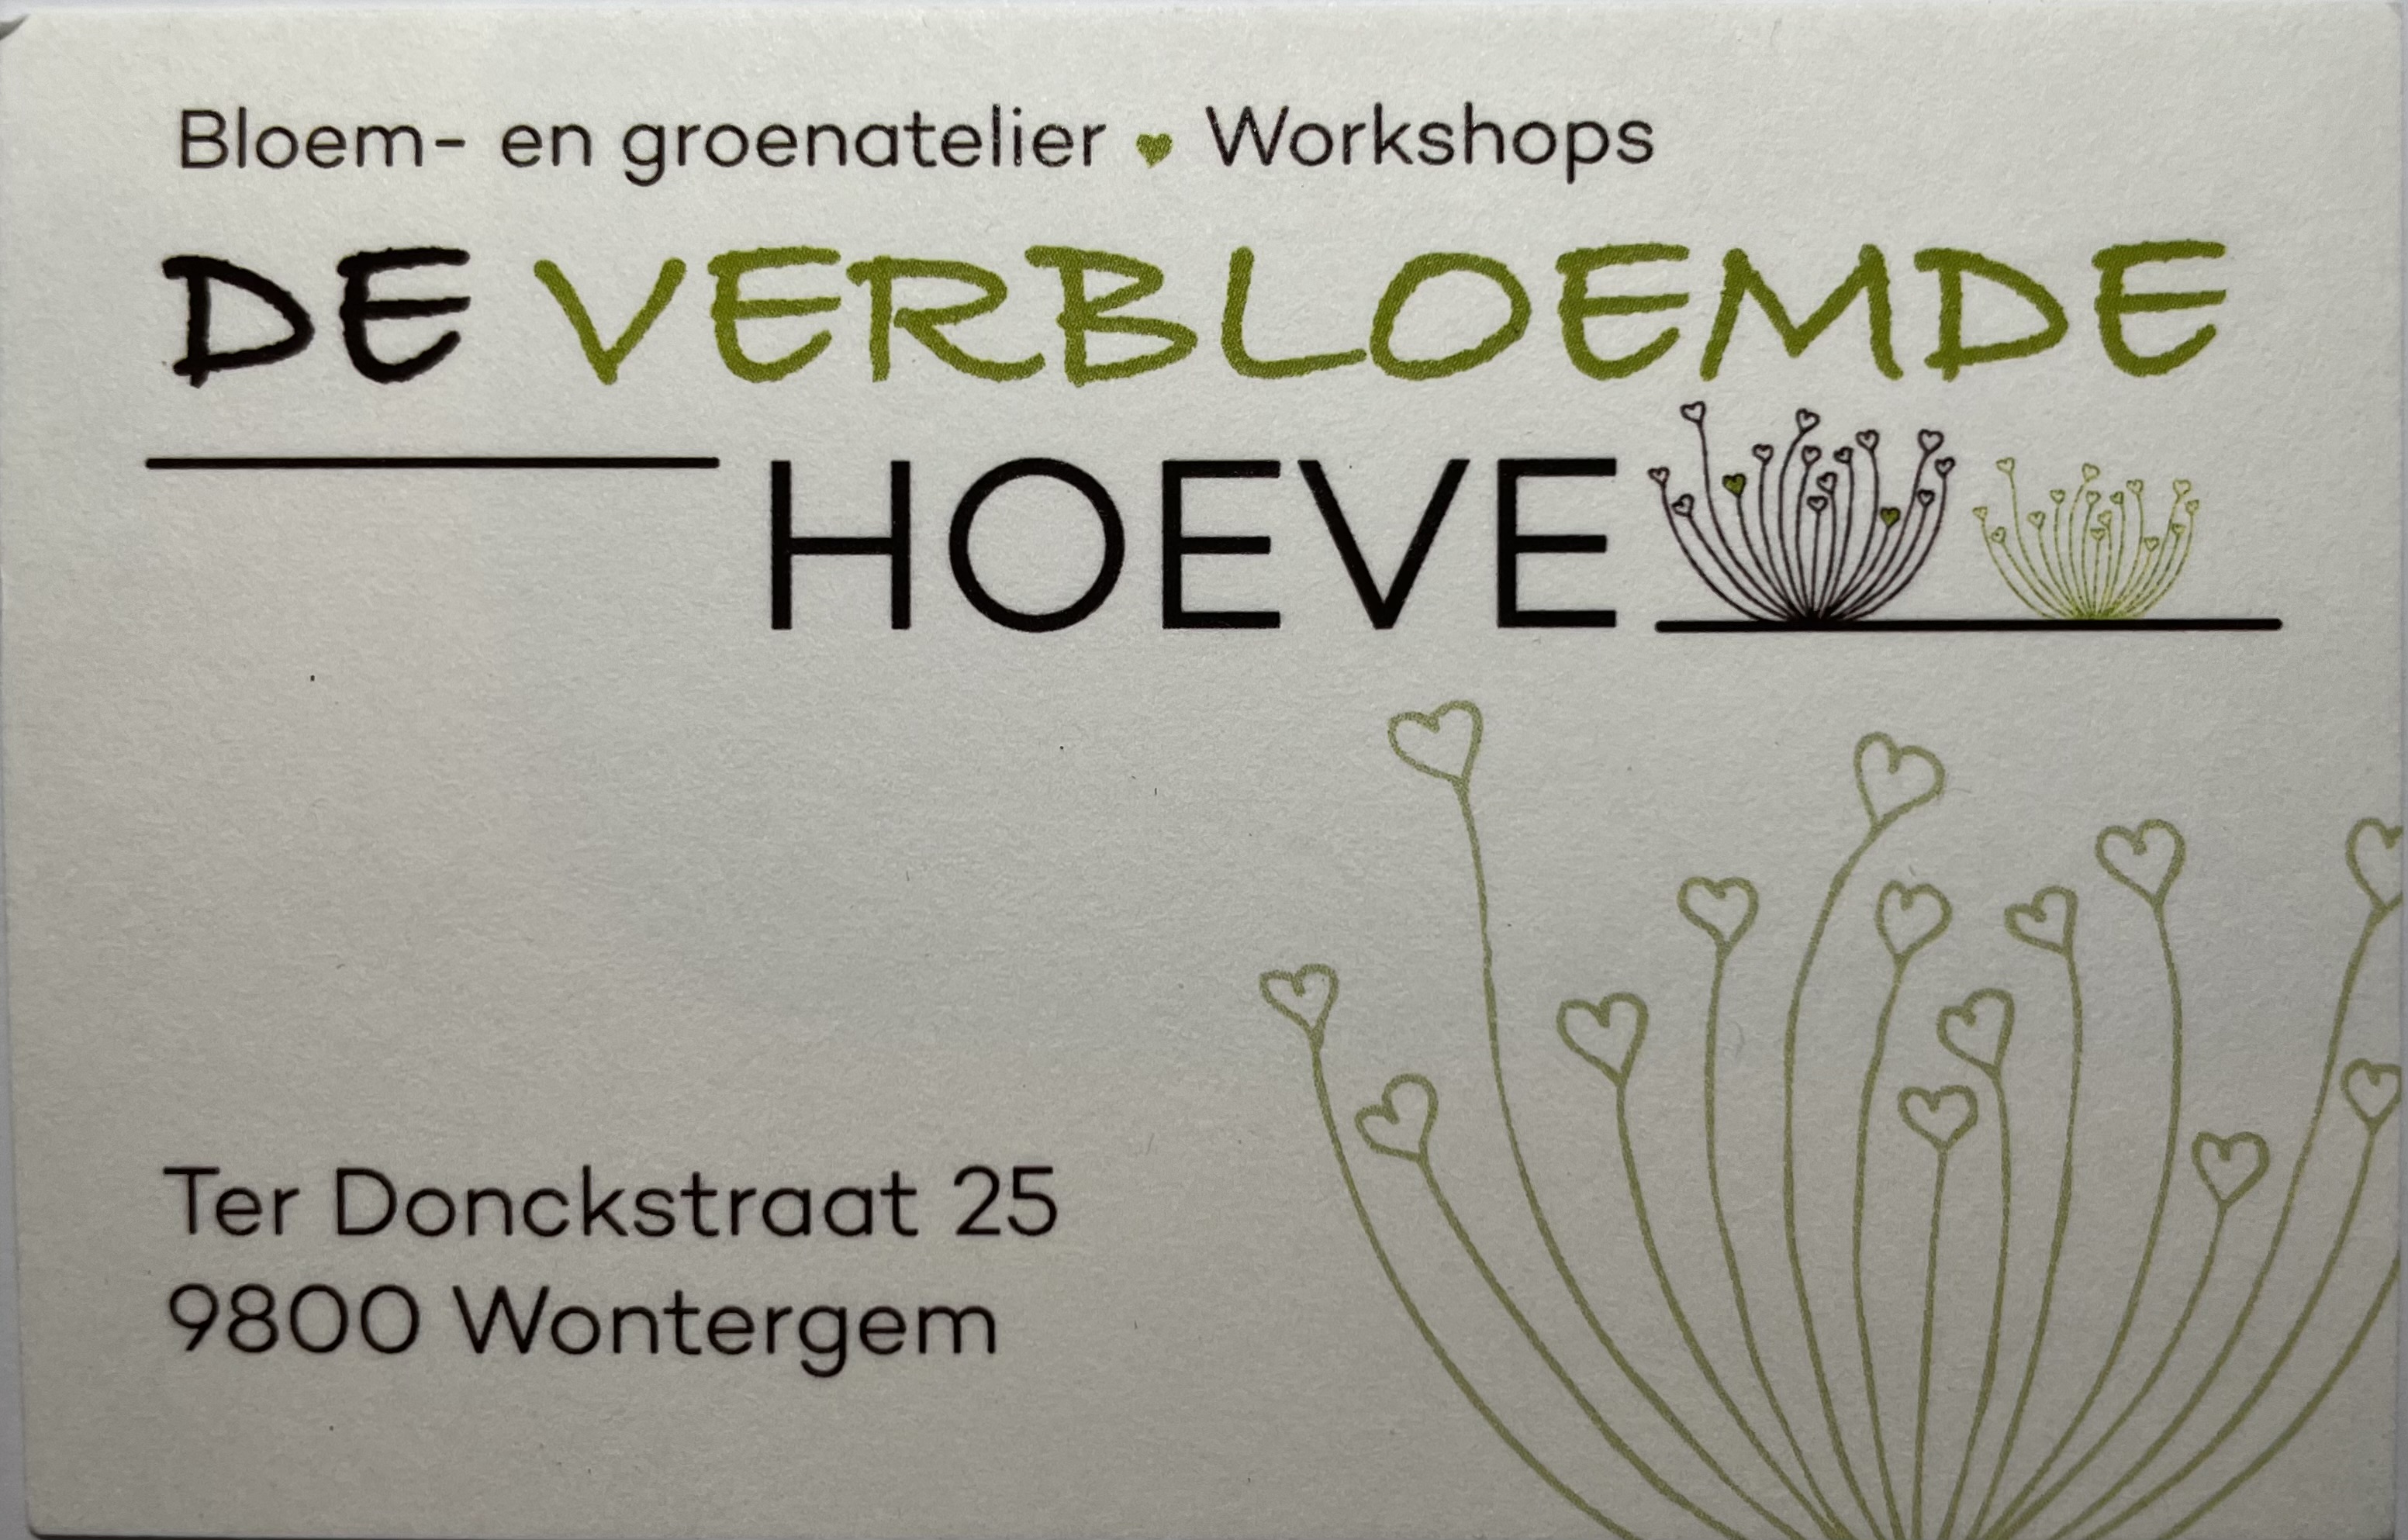 Bloem- en groenatelier ♥ Workshops
DE VERBLOEMDE
HOEVE
Ter Donckstraat 25
9800 Wontergem